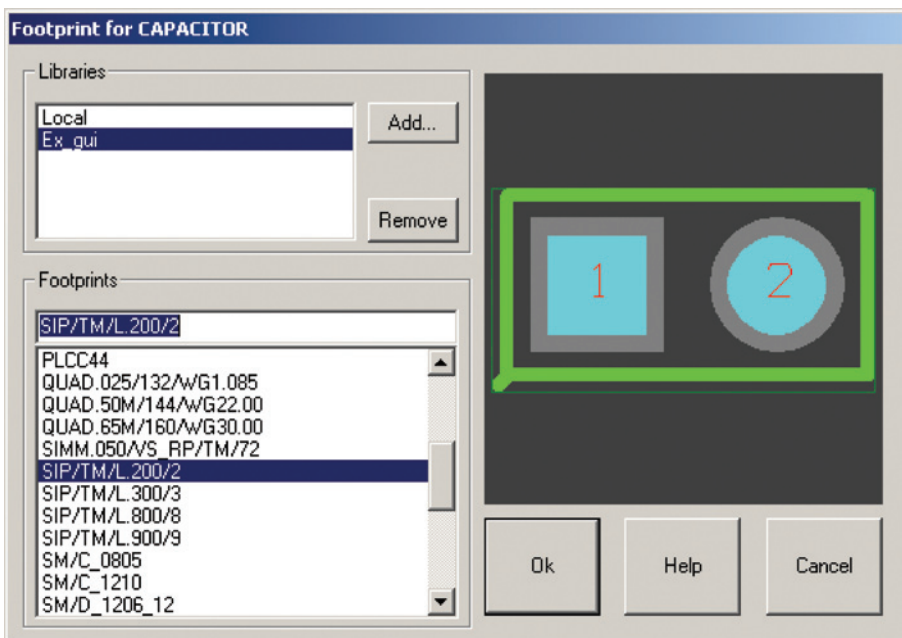 Footprint for CAPACITOR
Libraries
Local
Ex_gui
Add...
Remove
Footprints
SIP/TM/L.200/2
PLCC44
QUAD.025/132/WG1.085
QUAD.50M/144/WG22.00
QUAD.65M/160/WG30.00
SIMM.050/VS_RP/TM/72
SIP/TM/L.200/2
SIP/TM/L.300/3
SIP/TM/L.800/8
SIP/TM/L.900/9
SM/C_0805
SM/C_1210
SM/D_1206_12
1 2
Ok Help Cancel